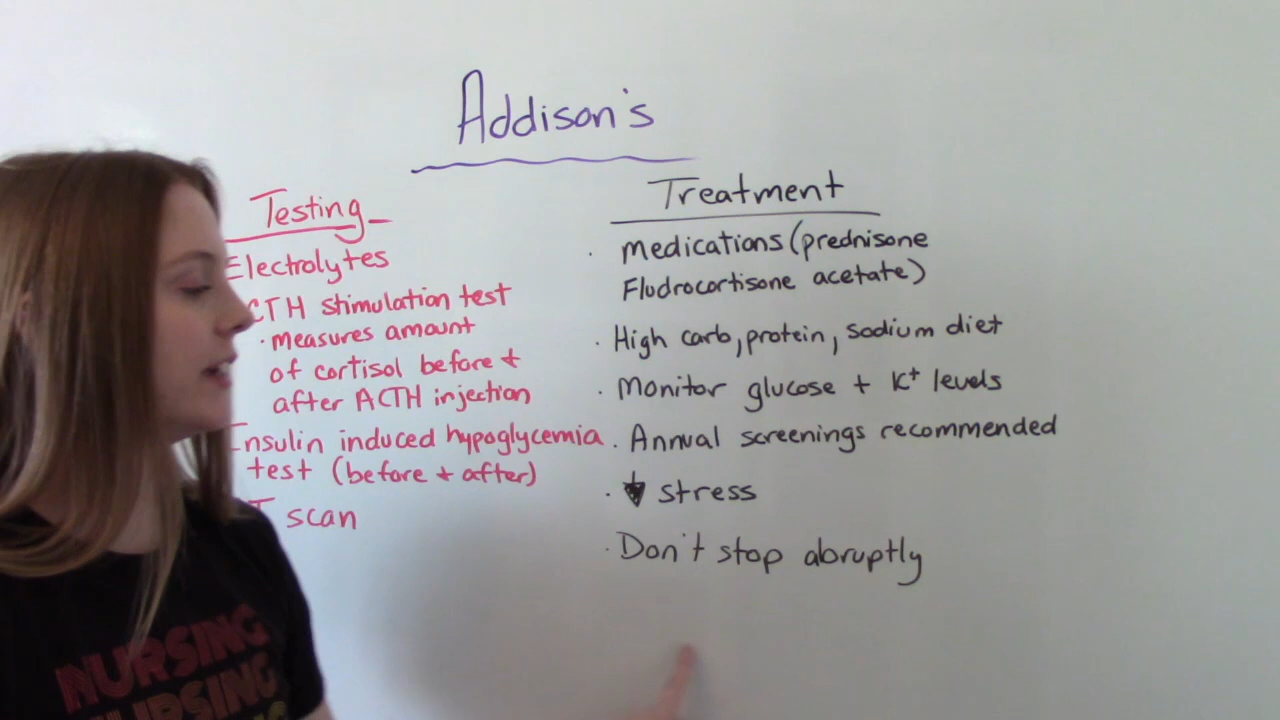 Addison's
Testing
Electrolytes
CTH stimulation test
· measures amount
of cortisol before +
after ACTH injection
Insulin induced hypoglycemia
test (before + after)
T scan
Treatment
· Medications (prednisone
Fludrocortisone acetate)
· High carb, protein, sodium diet
· Monitor glucose + K+ levels
· Annual screenings recommended
· ↓ stress
· Don't stop abruptly
NURSING
NURSING